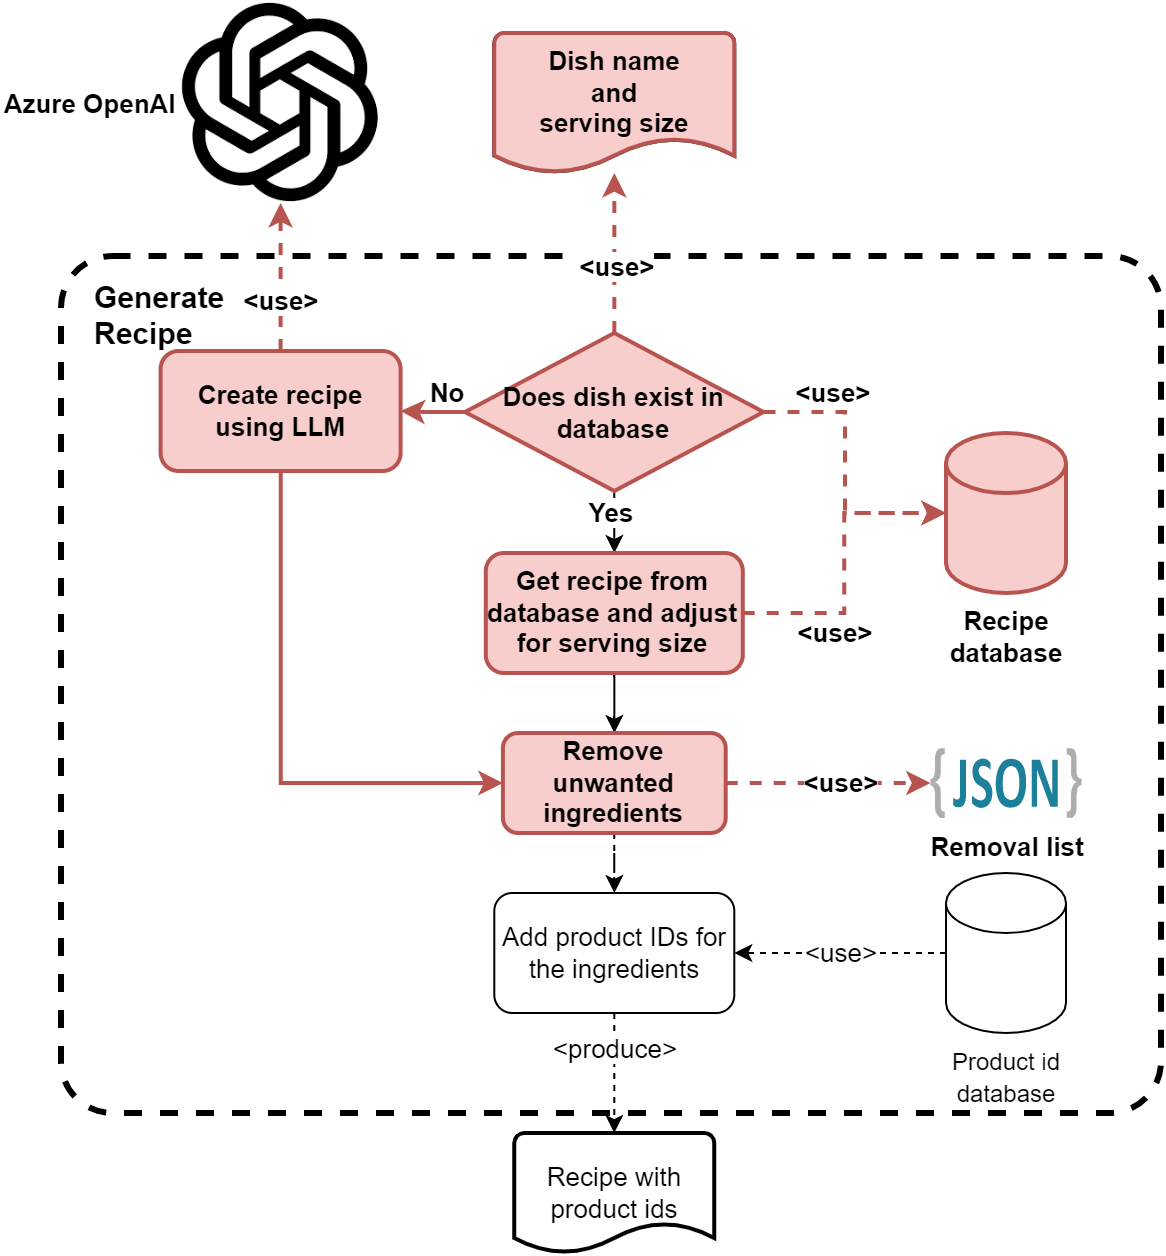 Azure OpenAI
Dish name
and
serving size
<use>
<use>
Generate
Recipe
Create recipe
using LLM
No
Does dish exist in
database
<use>
Yes
Get recipe from
database and adjust
for serving size
<use>
Recipe
database
Remove
unwanted
ingredients
<use>
{JSON}
Removal list
Add product IDs for
the ingredients
<use>
Product id
database
<produce>
Recipe with
product ids